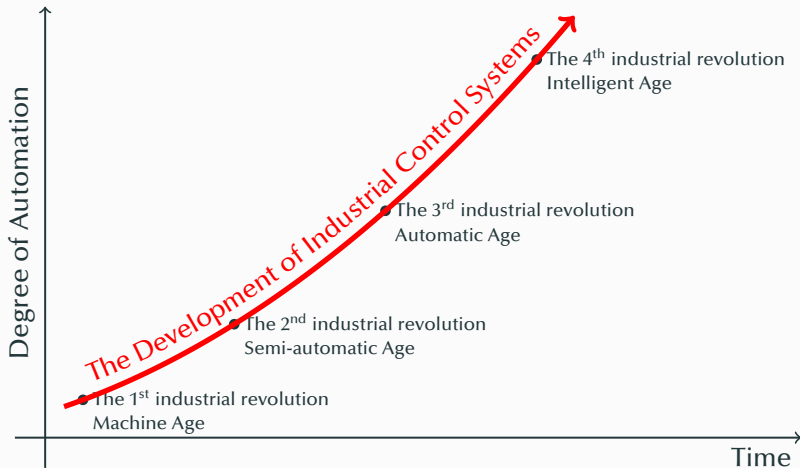 Degree of Automation
The Development of Industrial Control Systems
The 4th industrial revolution
Intelligent Age
The 3rd industrial revolution
Automatic Age
The 2nd industrial revolution
Semi-automatic Age
The 1st industrial revolution
Machine Age
Time